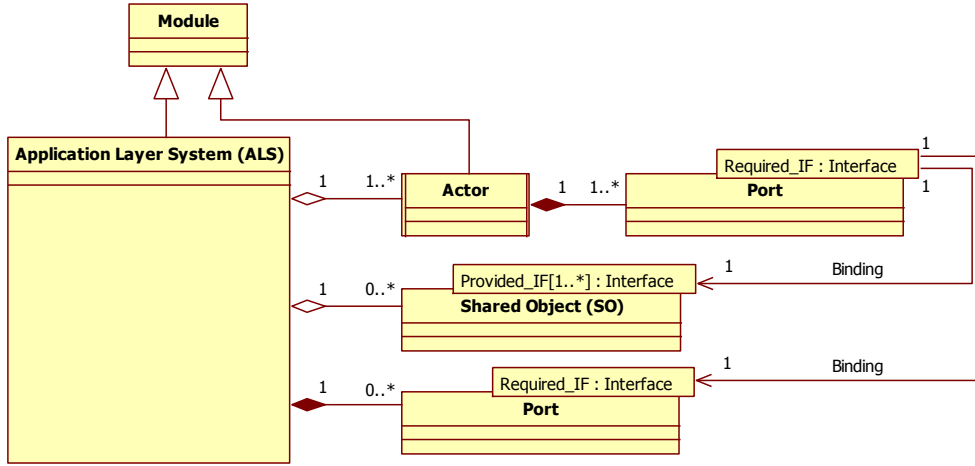 Module
Application Layer System (ALS)
1
1..*
Actor
1
1..*
Required_IF : Interface
Port
1
1
1
0..*
Provided_IF[1..*] : Interface
Shared Object (SO)
1
Binding
1
0..*
Required_IF : Interface
Port
1
Binding